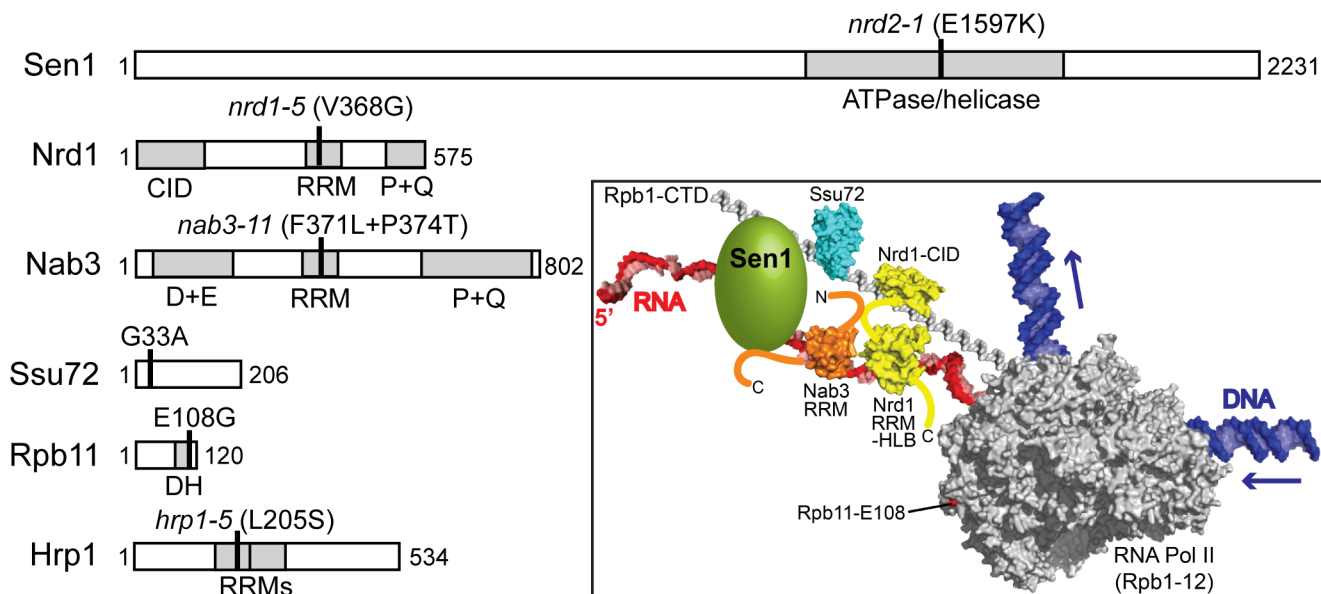 nrd2-1 (E1597K)
Sen1 1 2231
ATPase/helicase
nrd1-5 (V368G)
Nrd1 1 575
CID RRM P+Q
nab3-11 (F371L+P374T)
Nab3 1 802
D+E RRM P+Q
G33A
Ssu72 1 206
E108G
Rpb11 1 120
DH
hrp1-5 (L205S)
Hrp1 1 534
RRMs
Rpb1-CTD
Ssu72
Sen1
Nrd1-CID
RNA
5'
N
C
Nab3
RRM
Nrd1
RRM
-HLB
C
DNA
Rpb11-E108
RNA Pol II
(Rpb1-12)